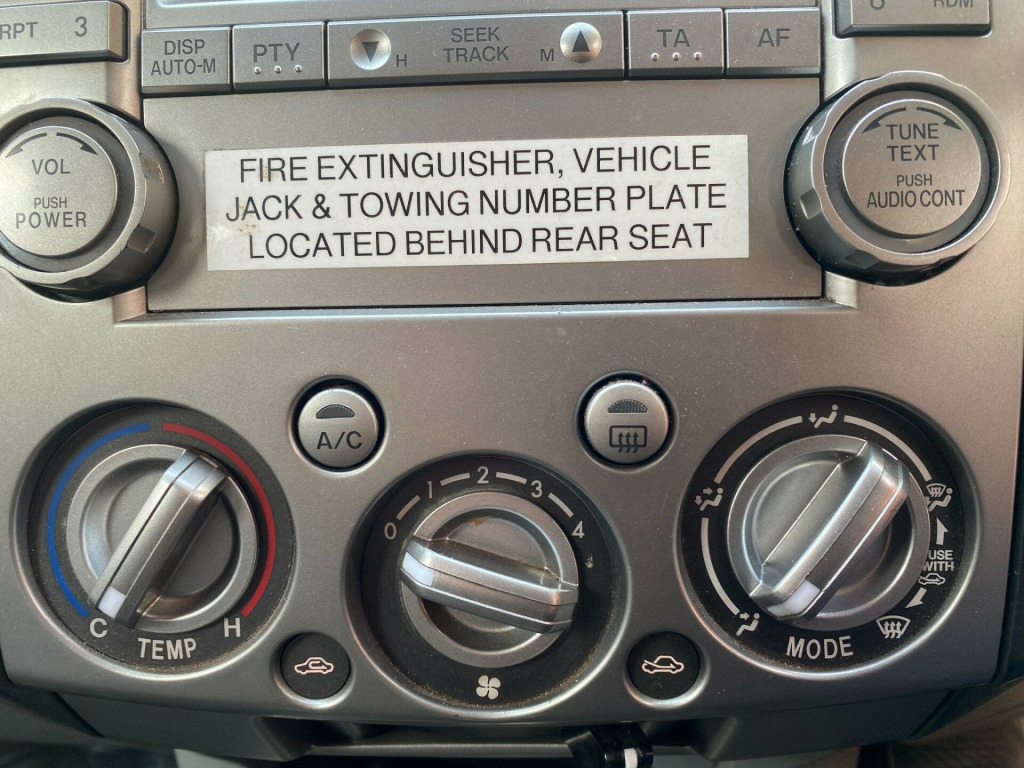 RPT 3
DISP
AUTO-M
PTY
H
SEEK
TRACK
M
TA
AF
6 RDM
VOL
PUSH
POWER
FIRE EXTINGUISHER, VEHICLE
JACK & TOWING NUMBER PLATE
LOCATED BEHIND REAR SEAT
TUNE
TEXT
PUSH
AUDIO CONT
A/C
0 1 2 3 4
C TEMP H
USE
WITH
MODE